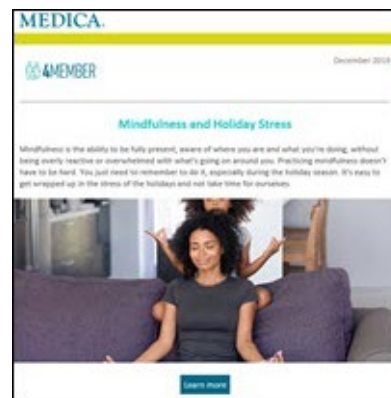 MEDICA.
4MEMBER
December 2019
Mindfulness and Holiday Stress
Mindfulness is the ability to be fully present, aware of where you are and what you're doing, without
being overly reactive or overwhelmed with what's going on around you. Practicing mindfulness doesn't
have to be hard. You just need to remember to do it, especially during the holiday season. It's easy to
get wrapped up in the stress of the holidays and not take time for ourselves.
Learn more